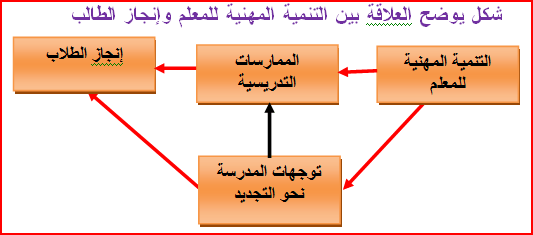 شكل يوضح العلاقة بين التنمية المهنية للمعلم وإنجاز الطالب
التنمية المهنية
للمعلم
الممارسات
التدريسية
إنجاز الطلاب
توجهات المدرسة
نحو التجديد